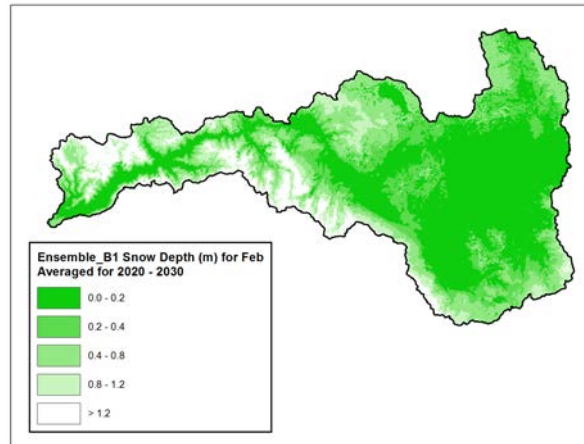 Ensemble_B1 Snow Depth (m) for Feb
Averaged for 2020 - 2030
0.0 - 0.2
0.2 - 0.4
0.4 - 0.8
0.8 - 1.2
> 1.2